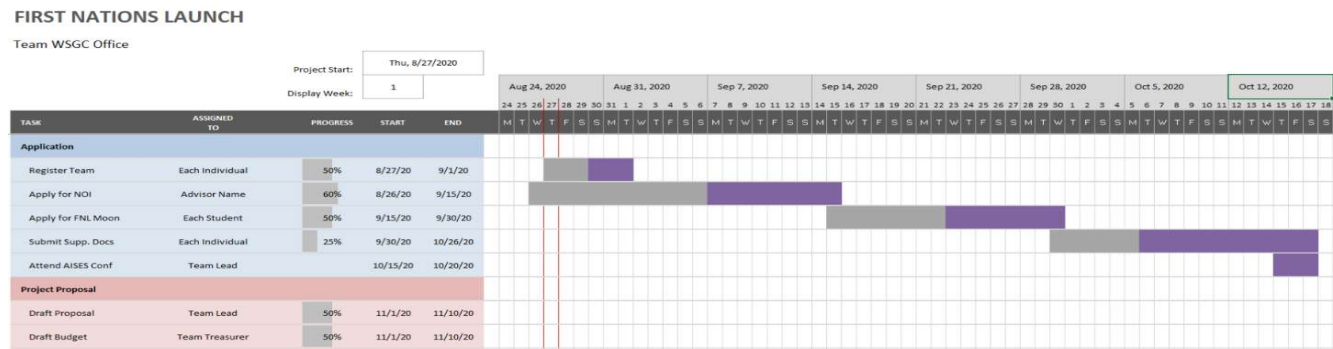 FIRST NATIONS LAUNCH
Team WSGC Office
Project Start: Thu, 8/27/2020
Display Week: 1
Aug 24, 2020 Aug 31, 2020 Sep 7, 2020 Sep 14, 2020 Sep 21, 2020 Sep 28, 2020 Oct 5, 2020 Oct 12, 2020
24 25 26 27 28 29 30 31 1 2 3 4 5 6 7 8 9 10 11 12 13 14 15 16 17 18 19 20 21 22 23 24 25 26 27 28 29 30 1 2 3 4 5 6 7 8 9 10 11 12 13 14 15 16 17 18
TASK ASSIGNED TO PROGRESS START END M T W T F S S M T W T F S S M T W T F S S M T W T F S S M T W T F S S M T W T F S S M T W T F S S M T W T F S S
Application
Register Team Each Individual 50% 8/27/20 9/1/20
Apply for NOI Advisor Name 60% 8/26/20 9/15/20
Apply for FNL Moon Each Student 50% 9/15/20 9/30/20
Submit Supp. Docs Each Individual 25% 9/30/20 10/26/20
Attend AISES Conf Team Lead 10/15/20 10/20/20
Project Proposal
Draft Proposal Team Lead 50% 11/1/20 11/10/20
Draft Budget Team Treasurer 50% 11/1/20 11/10/20